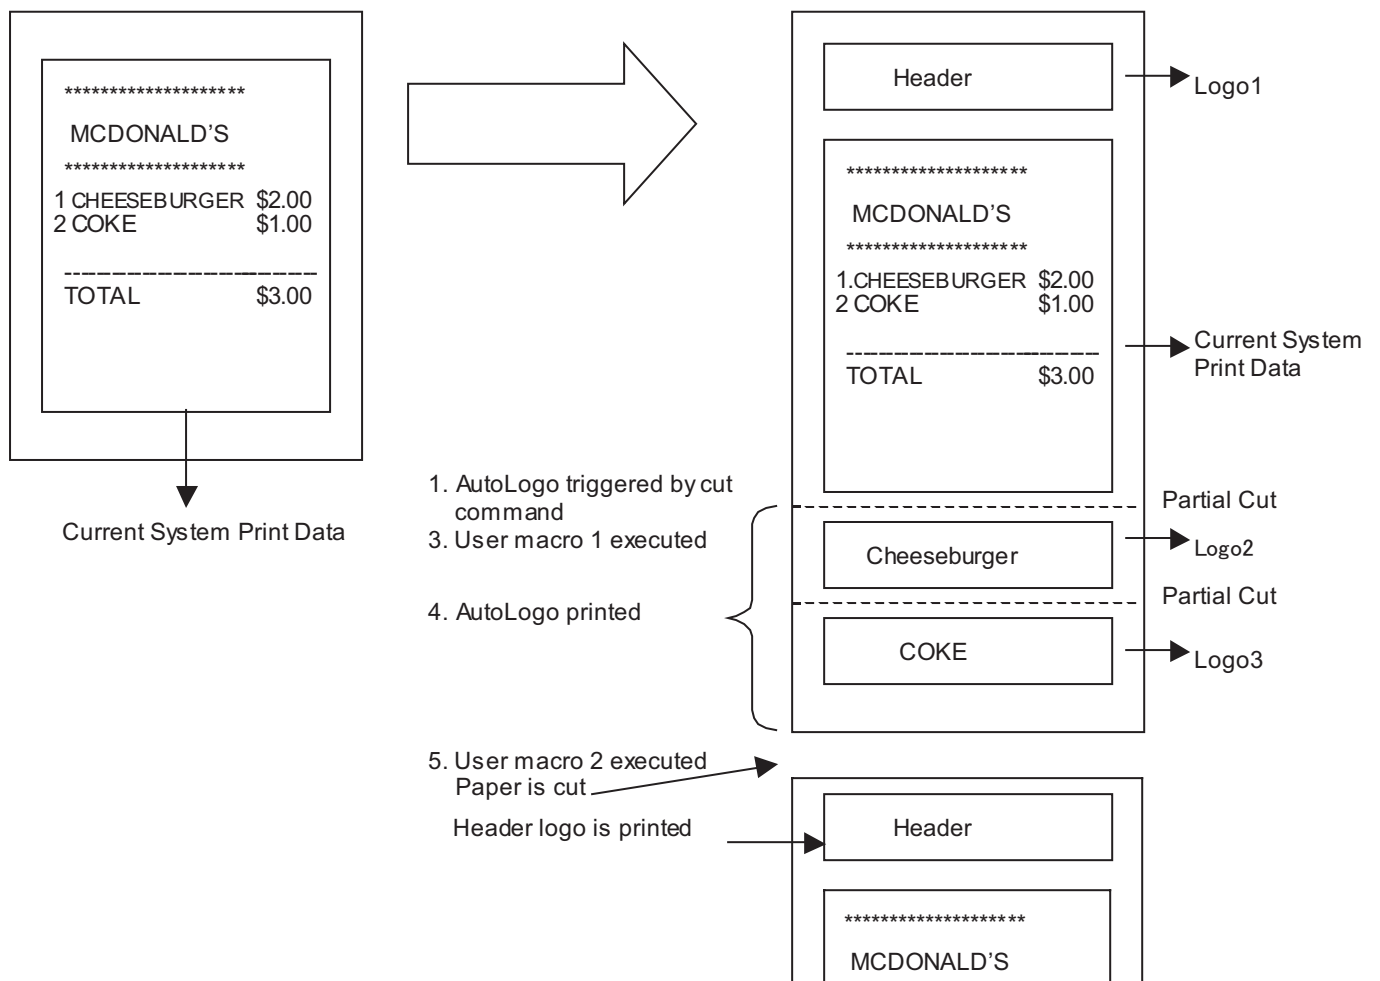 ********************
MCDONALD'S
********************
1 CHEESEBURGER $2.00
2 COKE $1.00
--------------------------------
TOTAL $3.00
Current System Print Data
Header
Logo1
********************
MCDONALD'S
********************
1.CHEESEBURGER $2.00
2 COKE $1.00
--------------------------------
TOTAL $3.00
Current System
Print Data
1. AutoLogo triggered by cut
command
3. User macro 1 executed
4. AutoLogo printed
Partial Cut
Cheeseburger
Logo2
Partial Cut
COKE
Logo3
5. User macro 2 executed
Paper is cut
Header logo is printed
Header
********************
MCDONALD'S